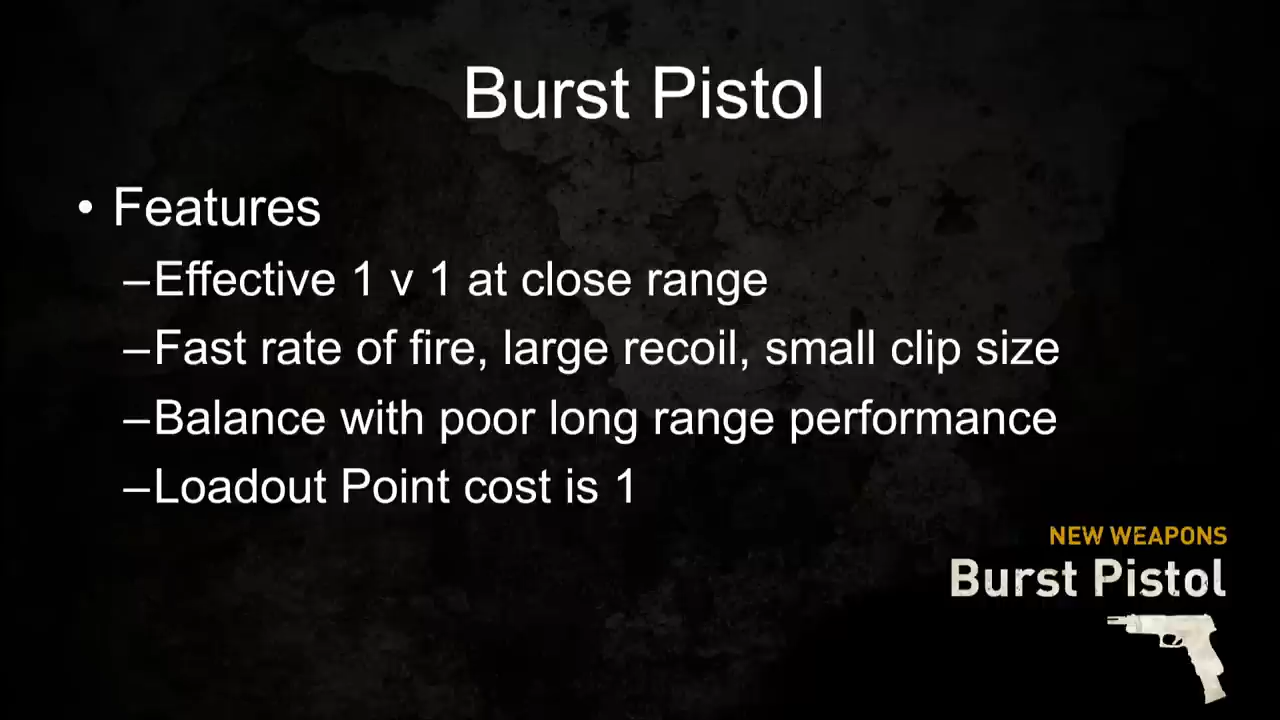 Burst Pistol
• Features
–Effective 1 v 1 at close range
–Fast rate of fire, large recoil, small clip size
–Balance with poor long range performance
–Loadout Point cost is 1
NEW WEAPONS
Burst Pistol